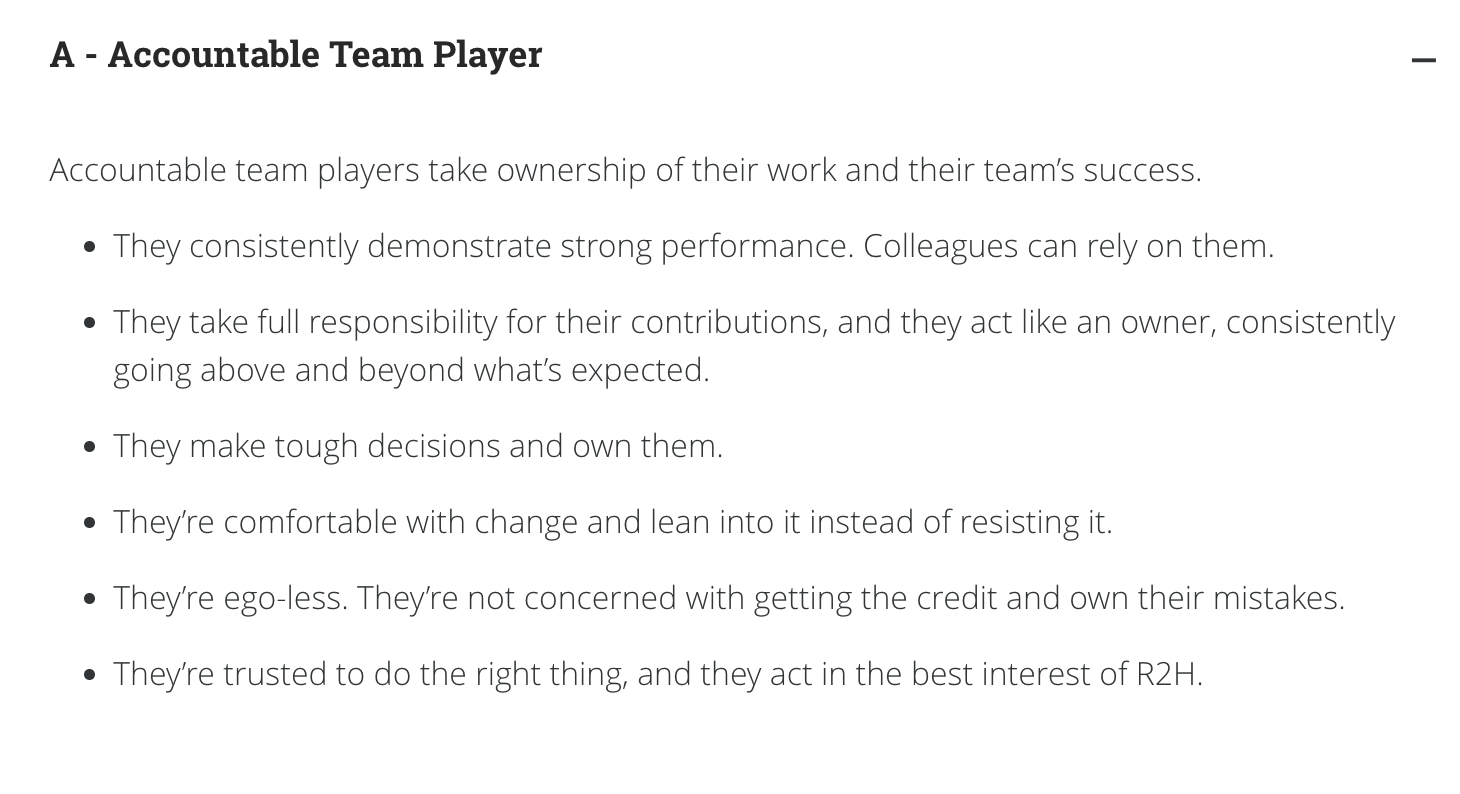 A - Accountable Team Player
Accountable team players take ownership of their work and their team’s success.
They consistently demonstrate strong performance. Colleagues can rely on them.
They take full responsibility for their contributions, and they act like an owner, consistently
going above and beyond what’s expected.
They make tough decisions and own them.
They’re comfortable with change and lean into it instead of resisting it.
They’re ego-less. They’re not concerned with getting the credit and own their mistakes.
They’re trusted to do the right thing, and they act in the best interest of R2H.